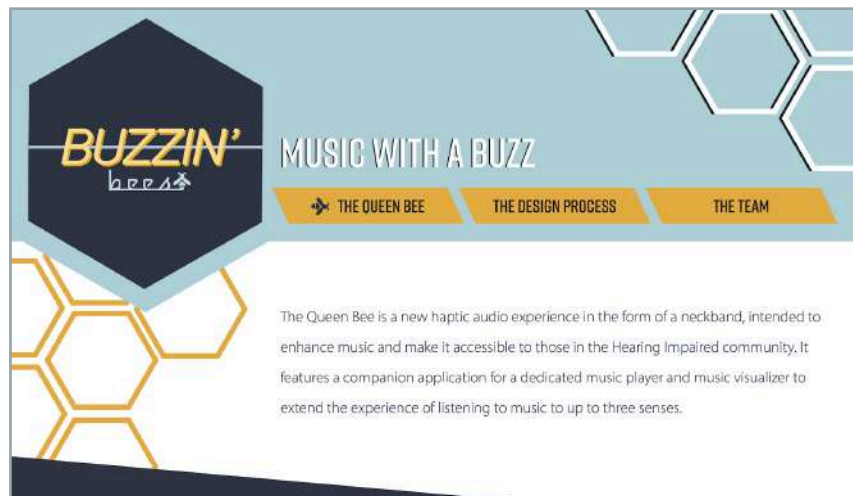 BUZZIN'
bees
MUSIC WITH A BUZZ
THE QUEEN BEE
THE DESIGN PROCESS
THE TEAM
The Queen Bee is a new haptic audio experience in the form of a neckband, intended to
enhance music and make it accessible to those in the Hearing Impaired community. It
features a companion application for a dedicated music player and music visualizer to
extend the experience of listening to music to up to three senses.